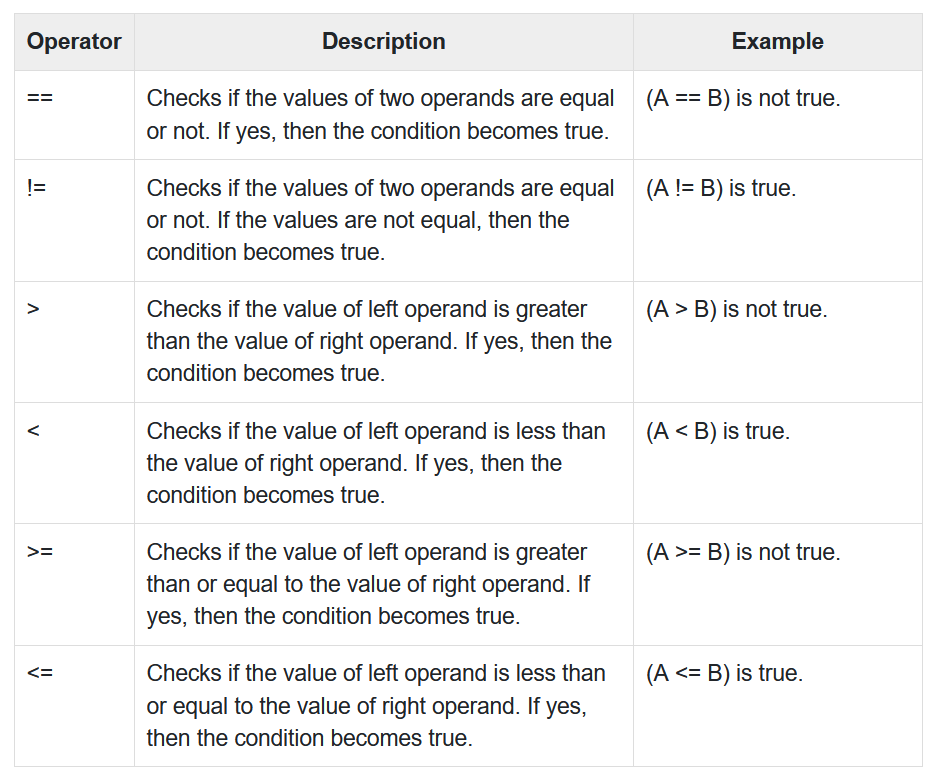 Operator Description Example
== Checks if the values of two operands are equal (A == B) is not true.
or not. If yes, then the condition becomes true.
!= Checks if the values of two operands are equal (A != B) is true.
or not. If the values are not equal, then the
condition becomes true.
> Checks if the value of left operand is greater (A > B) is not true.
than the value of right operand. If yes, then the
condition becomes true.
< Checks if the value of left operand is less than (A < B) is true.
the value of right operand. If yes, then the
condition becomes true.
>= Checks if the value of left operand is greater (A >= B) is not true.
than or equal to the value of right operand. If
yes, then the condition becomes true.
<= Checks if the value of left operand is less than (A <= B) is true.
or equal to the value of right operand. If yes,
then the condition becomes true.